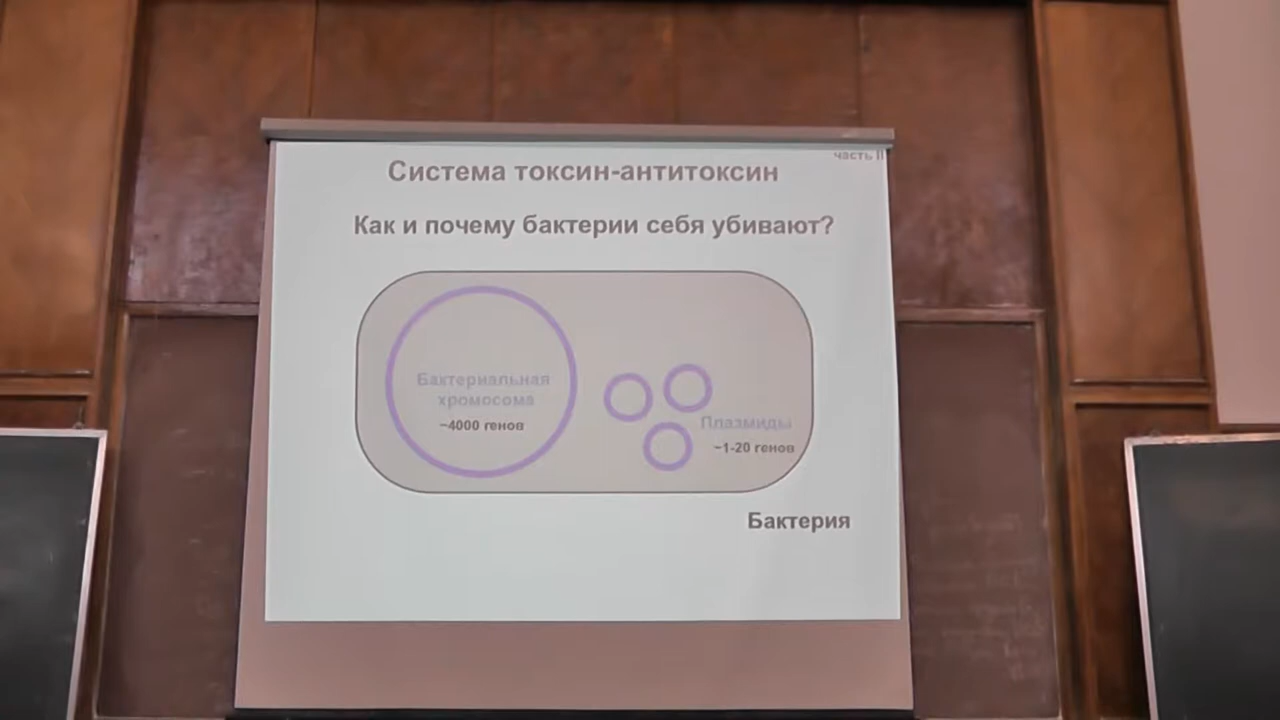 часть II
Система токсин-антитоксин
Как и почему бактерии себя убивают?
Бактериальная
хромосома
~4000 генов
Плазмиды
~1-20 генов
Бактерия